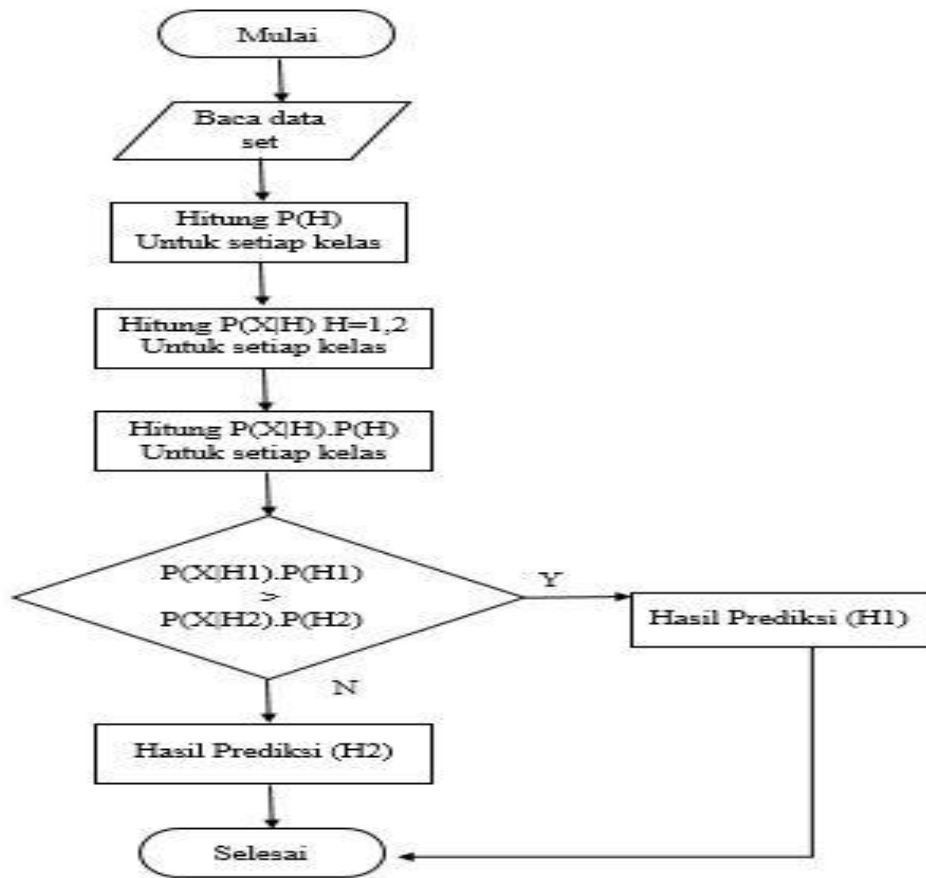 Mulai
Baca data
set
Hitung P(H)
Untuk setiap kelas
Hitung P(X|H) H=1,2
Untuk setiap kelas
Hitung P(X|H).P(H)
Untuk setiap kelas
P(X|H1).P(H1)
>
P(X|H2).P(H2)
Y
Hasil Prediksi (H1)
N
Hasil Prediksi (H2)
Selesai